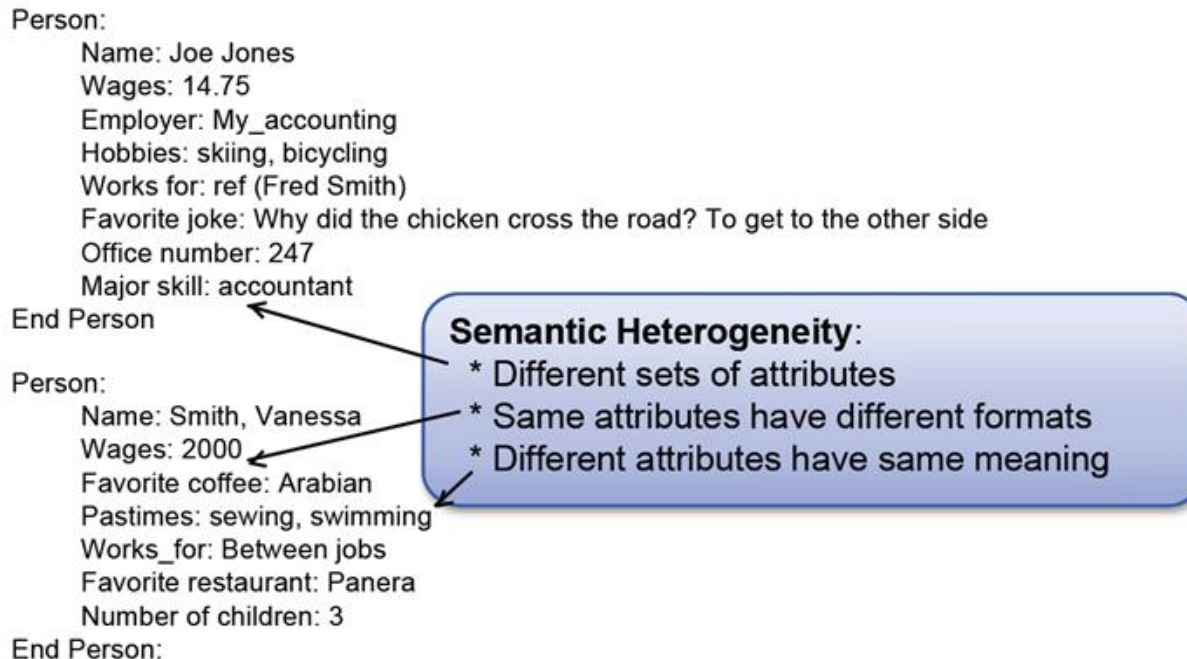 Person:
Name: Joe Jones
Wages: 14.75
Employer: My_accounting
Hobbies: skiing, bicycling
Works for: ref (Fred Smith)
Favorite joke: Why did the chicken cross the road? To get to the other side
Office number: 247
Major skill: accountant
End Person
Person:
Name: Smith, Vanessa
Wages: 2000
Favorite coffee: Arabian
Pastimes: sewing, swimming
Works_for: Between jobs
Favorite restaurant: Panera
Number of children: 3
End Person:
Semantic Heterogeneity:
* Different sets of attributes
* Same attributes have different formats
* Different attributes have same meaning